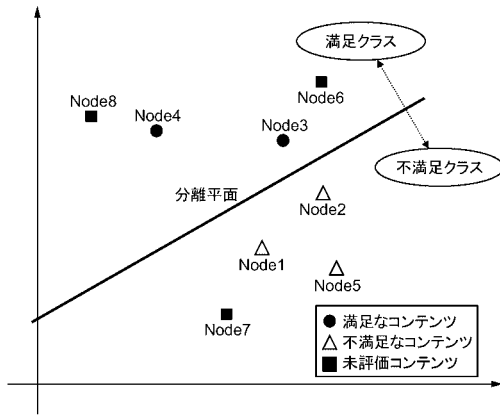 満足クラス
Node8
Node4
Node6
Node3
不満足クラス
分離平面
Node2
Node1
Node5
Node7
満足なコンテンツ
不満足なコンテンツ
未評価コンテンツ